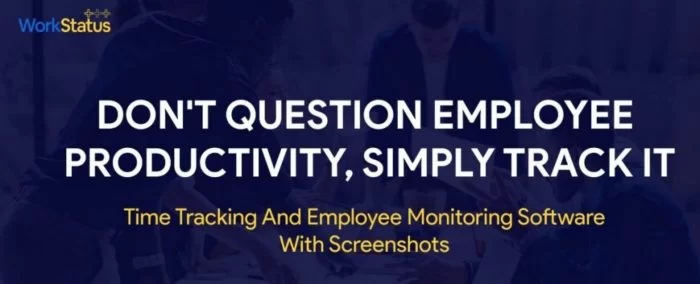 WorkStatus
DON'T QUESTION EMPLOYEE
PRODUCTIVITY, SIMPLY TRACK IT
Time Tracking And Employee Monitoring Software
With Screenshots